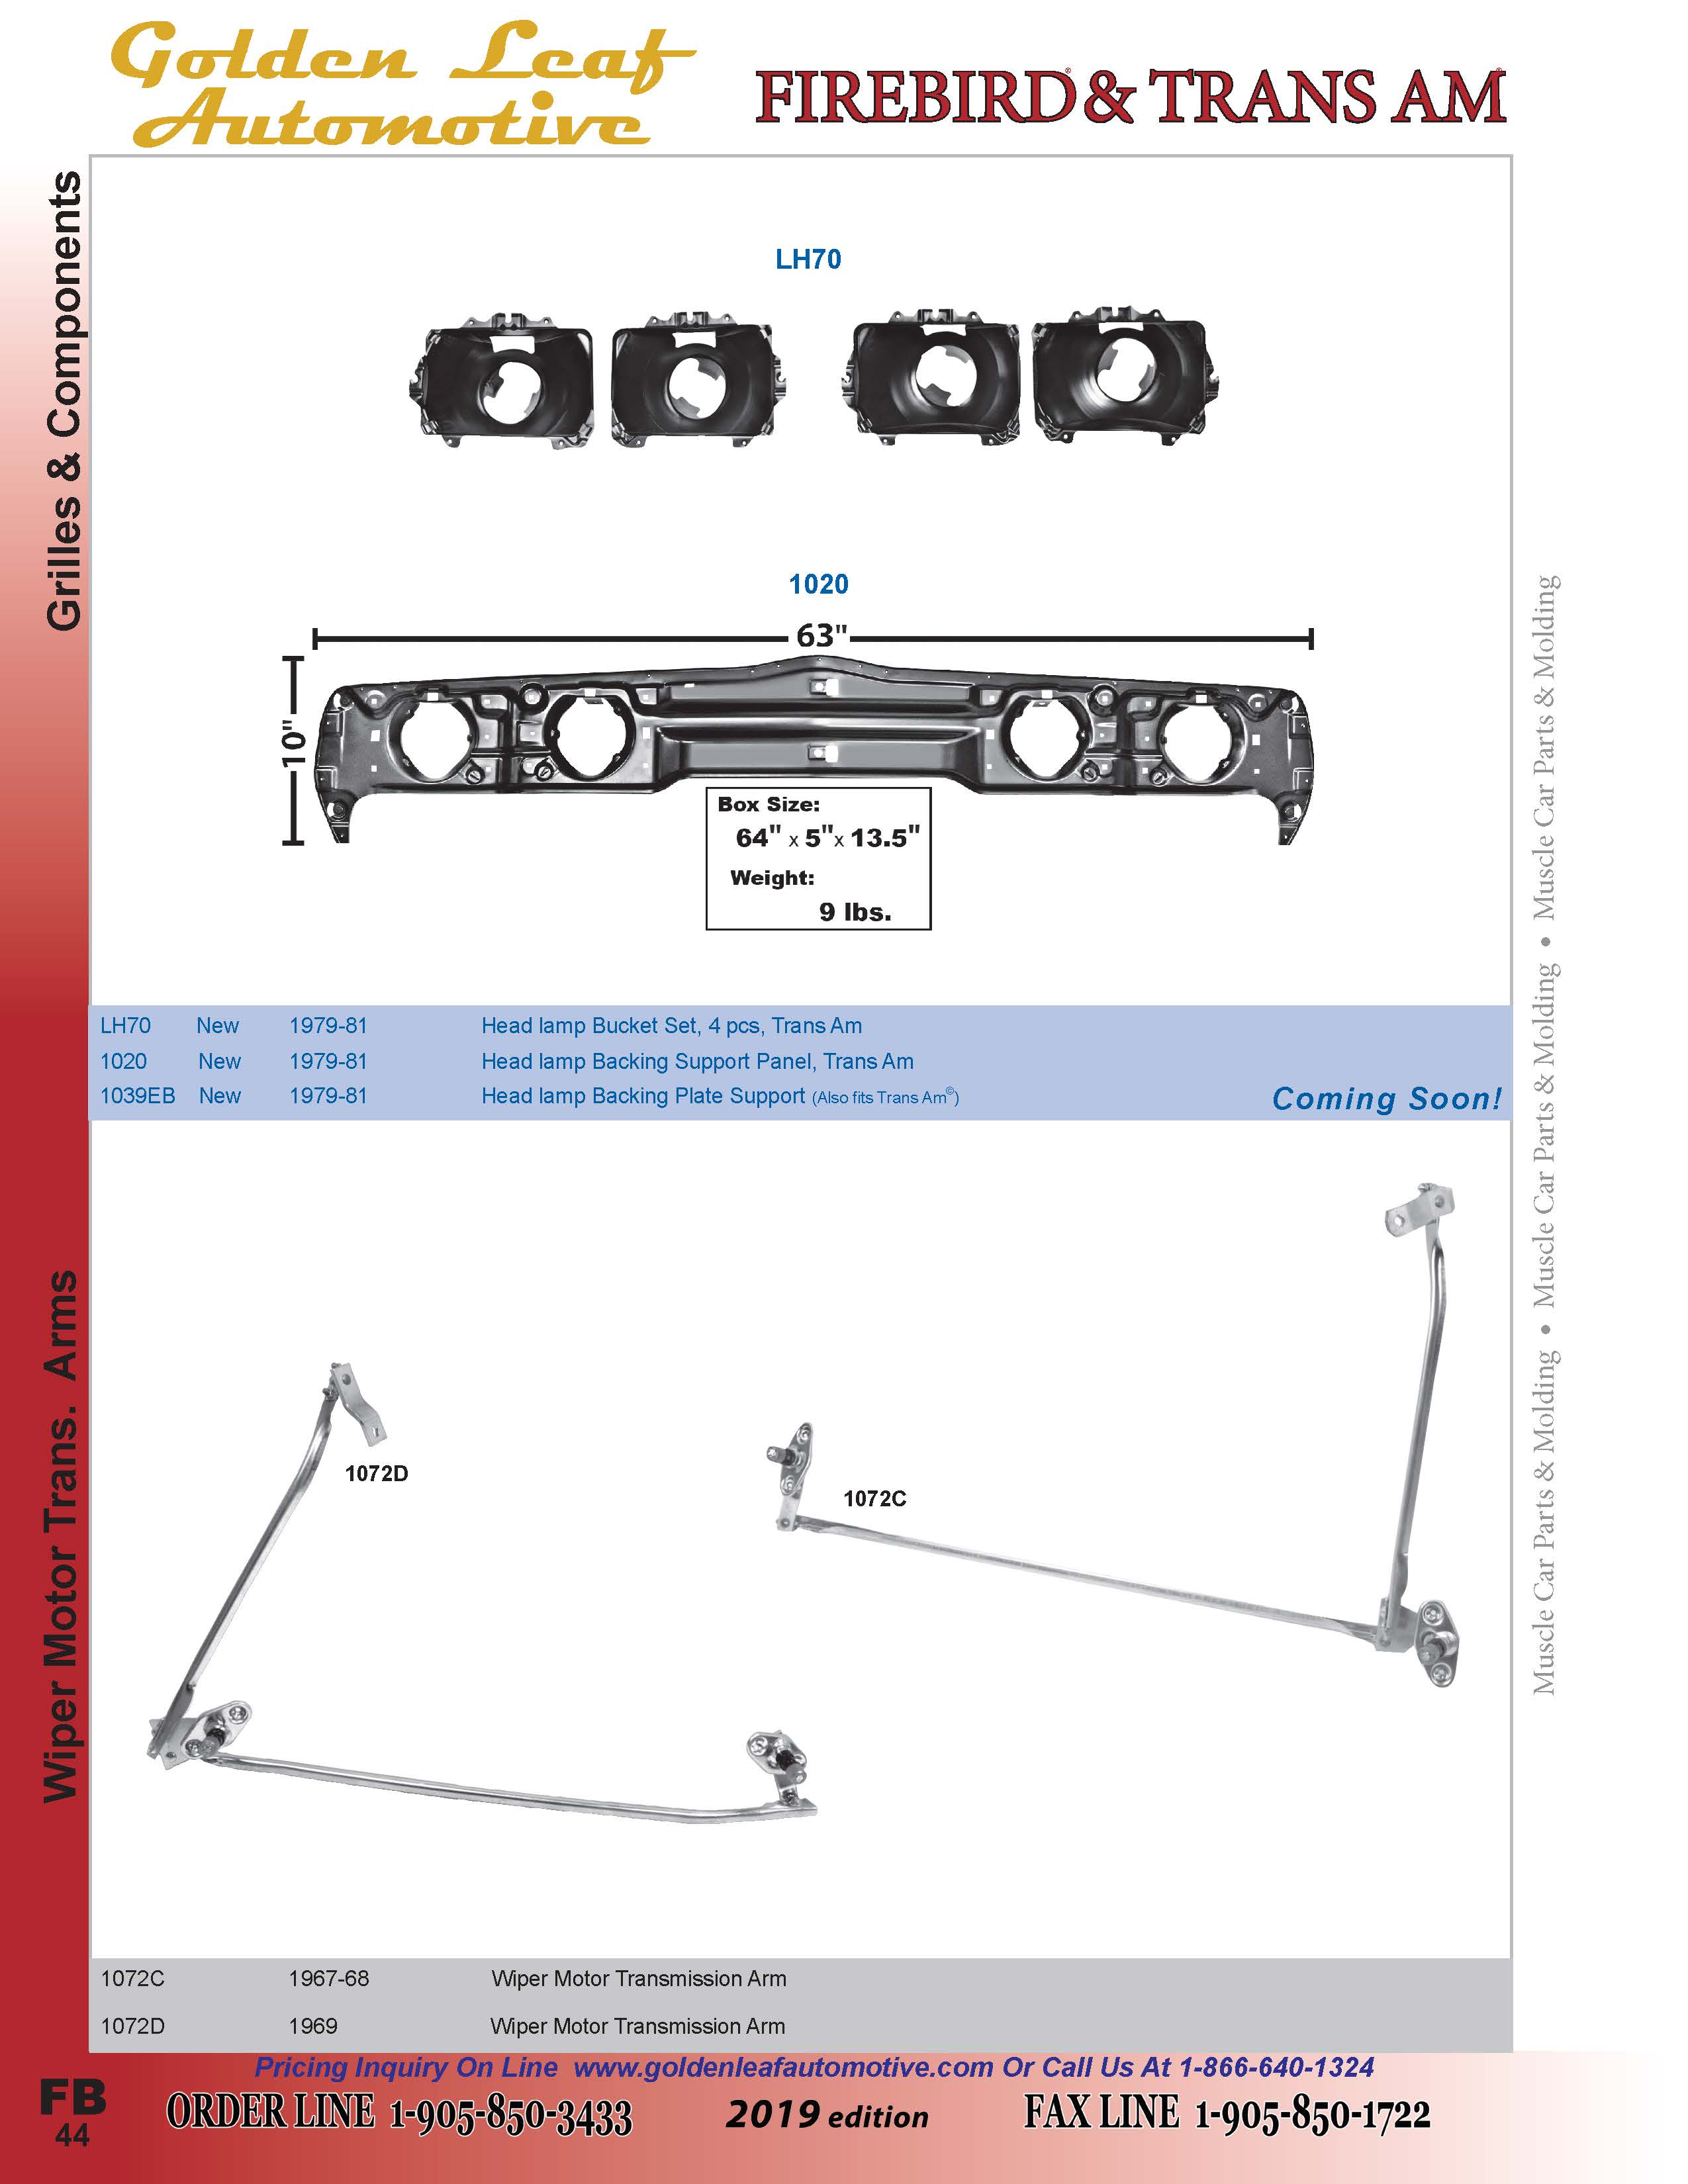 Golden Leaf
Automotive
FIREBIRD® & TRANS AM®
Grilles & Components
LH70
1020
63"
10"
Box Size:
64" x 5"x 13.5"
Weight:
9 lbs.
LH70 New 1979-81 Head lamp Bucket Set, 4 pcs, Trans Am
1020 New 1979-81 Head lamp Backing Support Panel, Trans Am
1039EB New 1979-81 Head lamp Backing Plate Support (Also fits Trans Am©) Coming Soon!
Muscle Car Parts & Molding • Muscle Car Parts & Molding • Muscle Car Parts & Molding
Wiper Motor Trans. Arms
1072D
1072C
1072C 1967-68 Wiper Motor Transmission Arm
1072D 1969 Wiper Motor Transmission Arm
Pricing Inquiry On Line www.goldenleafautomotive.com Or Call Us At 1-866-640-1324
FB
44
ORDER LINE 1-905-850-3433
2019 edition
FAX LINE 1-905-850-1722